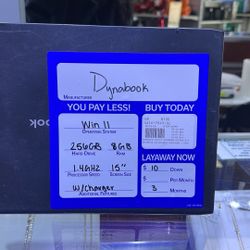 Dynabook
MANUFACTURER
YOU PAY LESS!
BUY TODAY
Win 11
OPERATING SYSTEM
256GB
8GB
HARD DRIVE
RAM
1.4GHZ
15"
PROCESSOR SPEED
SCREEN SIZE
W/charger
ADDITIONAL FEATURES
LAYAWAY NOW
$ 10 DOWN
$ PER MONTH
3 MONTHS